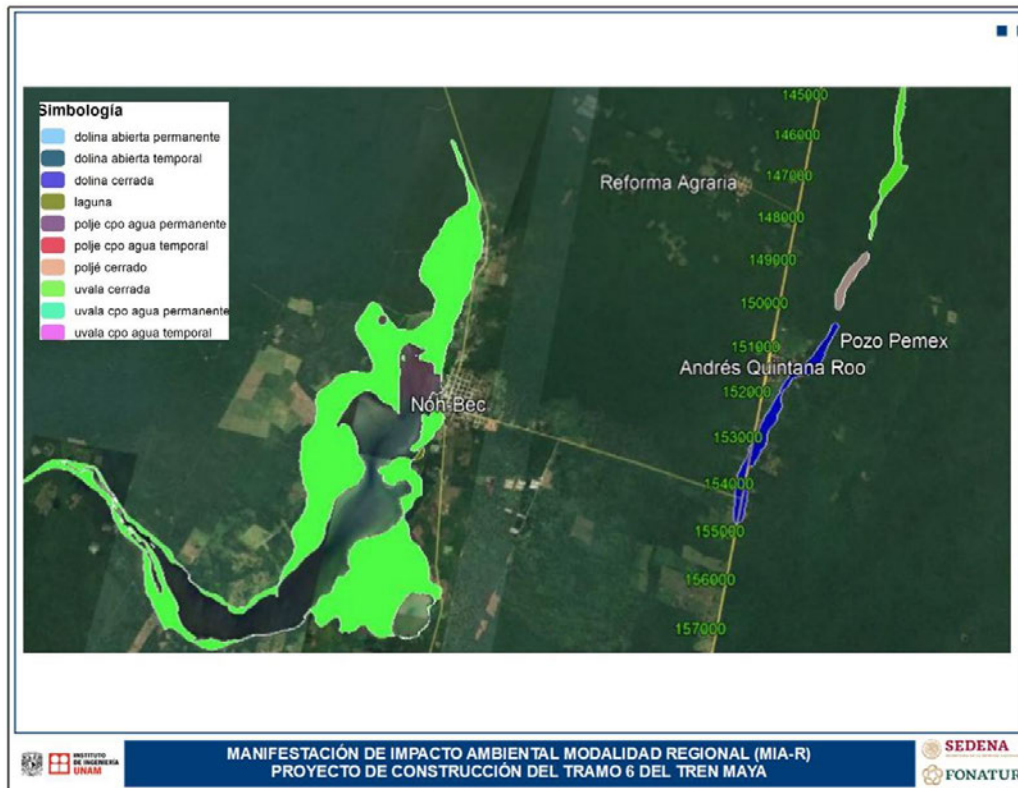 Simbología
dolina abierta permanente
dolina abierta temporal
dolina cerrada
laguna
polje cpo agua permanente
polje cpo agua temporal
poljé cerrado
uvala cerrada
uvala cpo agua permanente
uvala cpo agua temporal
145000
146000
Reforma Agraria
147000
148000
149000
150000
Pozo Pemex
151000
Andrés Quintana Roo
152000
Noh-Bec
153000
154000
155000
156000
157000
INSTITUTO
DE INGENIERÍA
UNAM
MANIFESTACIÓN DE IMPACTO AMBIENTAL MODALIDAD REGIONAL (MIA-R)
PROYECTO DE CONSTRUCCIÓN DEL TRAMO 6 DEL TREN MAYA
SEDENA
FONATUR